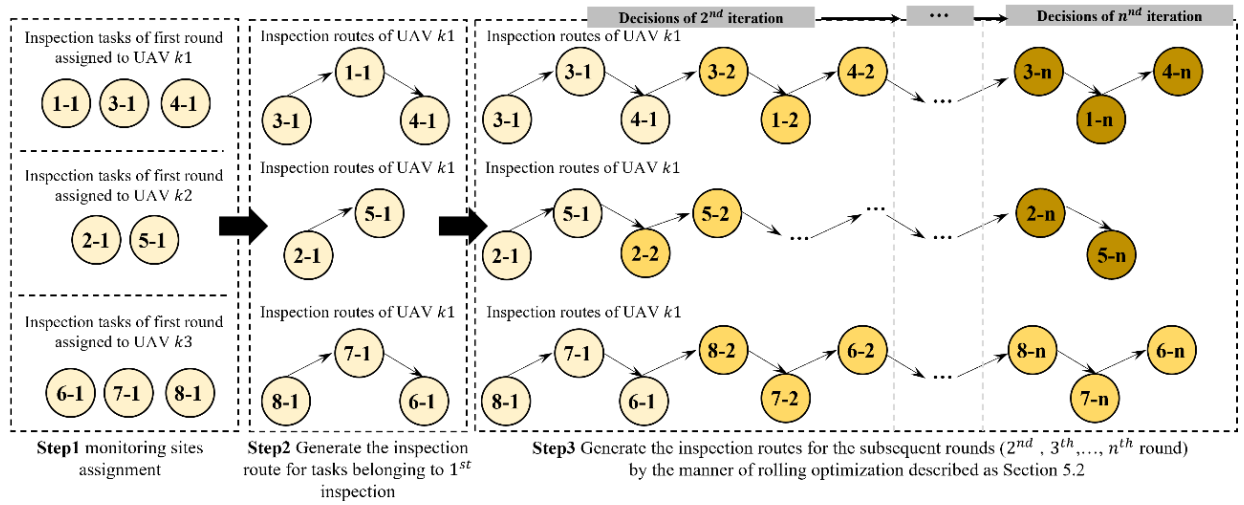 Decisions of 2nd iteration
...
Decisions of nnd iteration
Inspection tasks of first round
assigned to UAV k1
1-1
3-1
4-1
Inspection tasks of first round
assigned to UAV k2
2-1
5-1
Inspection tasks of first round
assigned to UAV k3
6-1
7-1
8-1
Step1 monitoring sites
assignment
Inspection routes of UAV k1
3-1
1-1
4-1
Inspection routes of UAV k1
2-1
5-1
Inspection routes of UAV k1
8-1
7-1
6-1
Step2 Generate the inspection
route for tasks belonging to 1st
inspection
Inspection routes of UAV k1
3-1
3-1
4-1
3-2
1-2
4-2
...
3-n
1-n
4-n
Inspection routes of UAV k1
2-1
5-1
2-2
5-2
...
...
...
2-n
5-n
Inspection routes of UAV k1
8-1
7-1
6-1
8-2
7-2
6-2
...
8-n
7-n
6-n
Step3 Generate the inspection routes for the subsequent rounds (2nd , 3th,..., nth round)
by the manner of rolling optimization described as Section 5.2